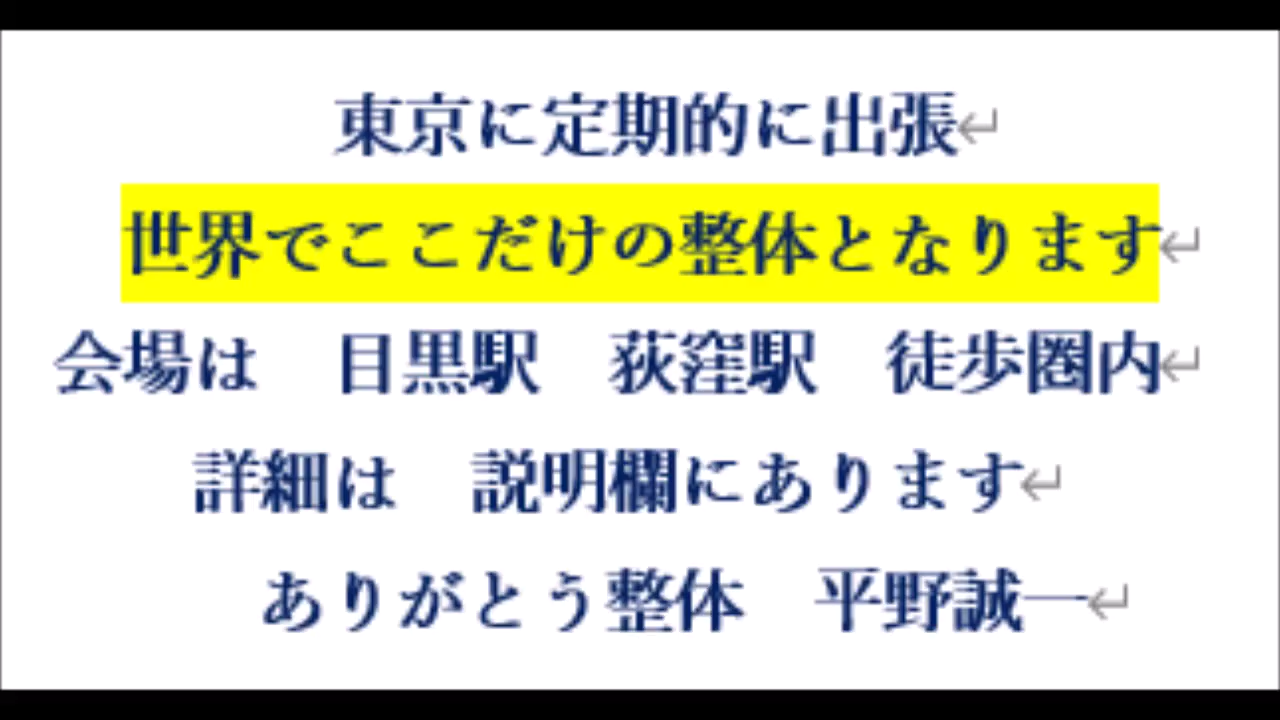 東京に定期的に出張↵
世界でここだけの整体となります↵
会場は　目黒駅　荻窪駅　徒歩圏内↵
詳細は　説明欄にあります↵
ありがとう整体　平野誠一↵